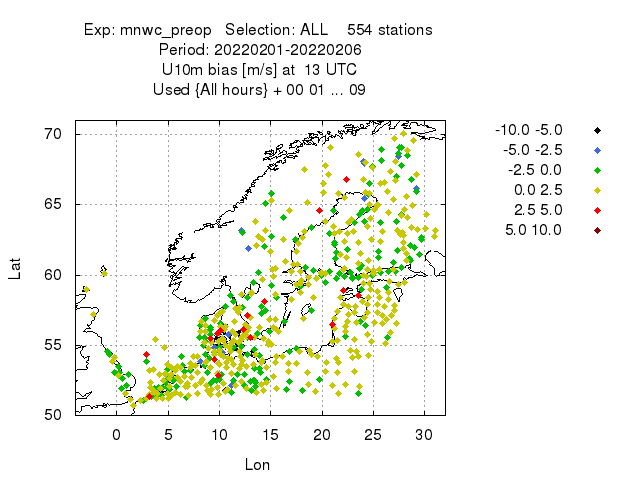 Exp: mnwc_preop Selection: ALL 554 stations
Period: 20220201-20220206
U10m bias [m/s] at 13 UTC
Used {All hours} + 00 01 ... 09
70
65
60
55
50
Lat
0 5 10 15 20 25 30
Lon
-10.0 -5.0
-5.0 -2.5
-2.5 0.0
0.0 2.5
2.5 5.0
5.0 10.0